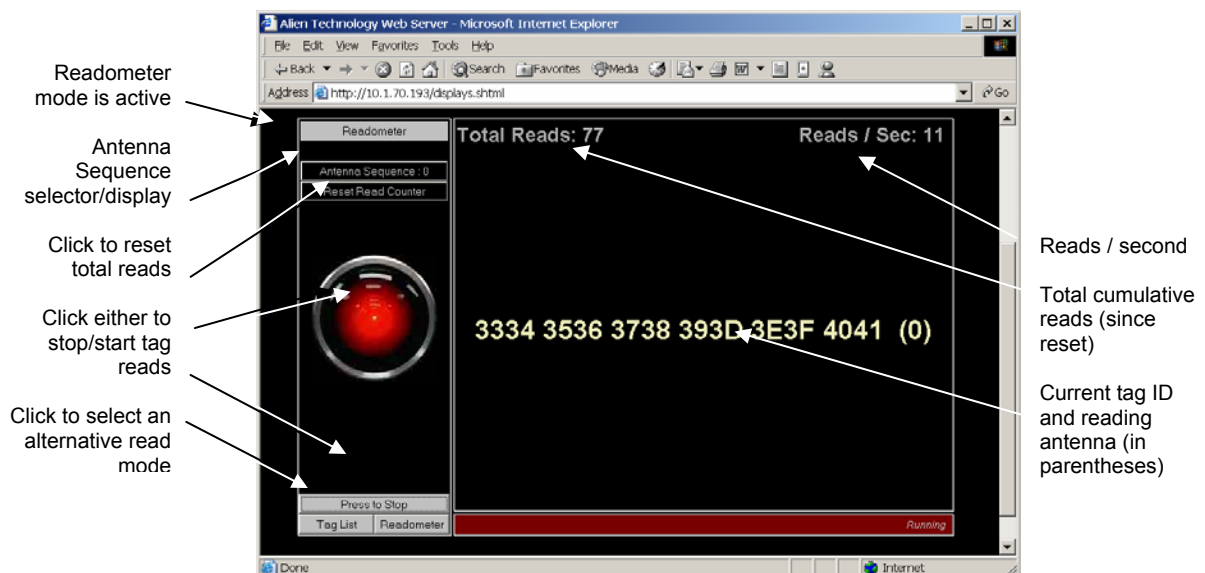 Alien Technology Web Server - Microsoft Internet Explorer
File Edit View Favorites Tools Help
Back Search Favorites Media
Address http://10.1.70.193/displays.shtml Go
Readometer
mode is active
Antenna
Sequence
selector/display
Click to reset
total reads
Click either to
stop/start tag
reads
Click to select an
alternative read
mode
Readometer
Antenna Sequence : 0
Reset Read Counter
Press to Stop
Tag List Readometer
Total Reads: 77 Reads / Sec: 11
3334 3536 3738 393D 3E3F 4041 (0)
Running
Done Internet
Reads / second
Total cumulative
reads (since
reset)
Current tag ID
and reading
antenna (in
parentheses)